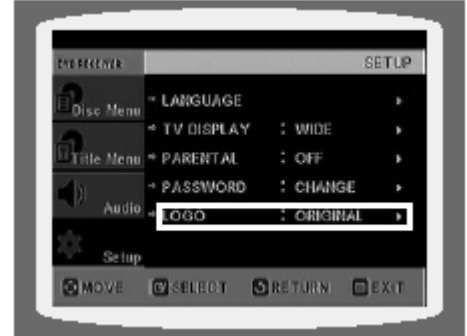 DVD RECEIVER SETUP
Disc Menu
Title Menu
Audio
Setup
LANGUAGE
TV DISPLAY : WIDE
PARENTAL : OFF
PASSWORD : CHANGE
LOGO : ORIGINAL
MOVE SELECT RETURN EXIT